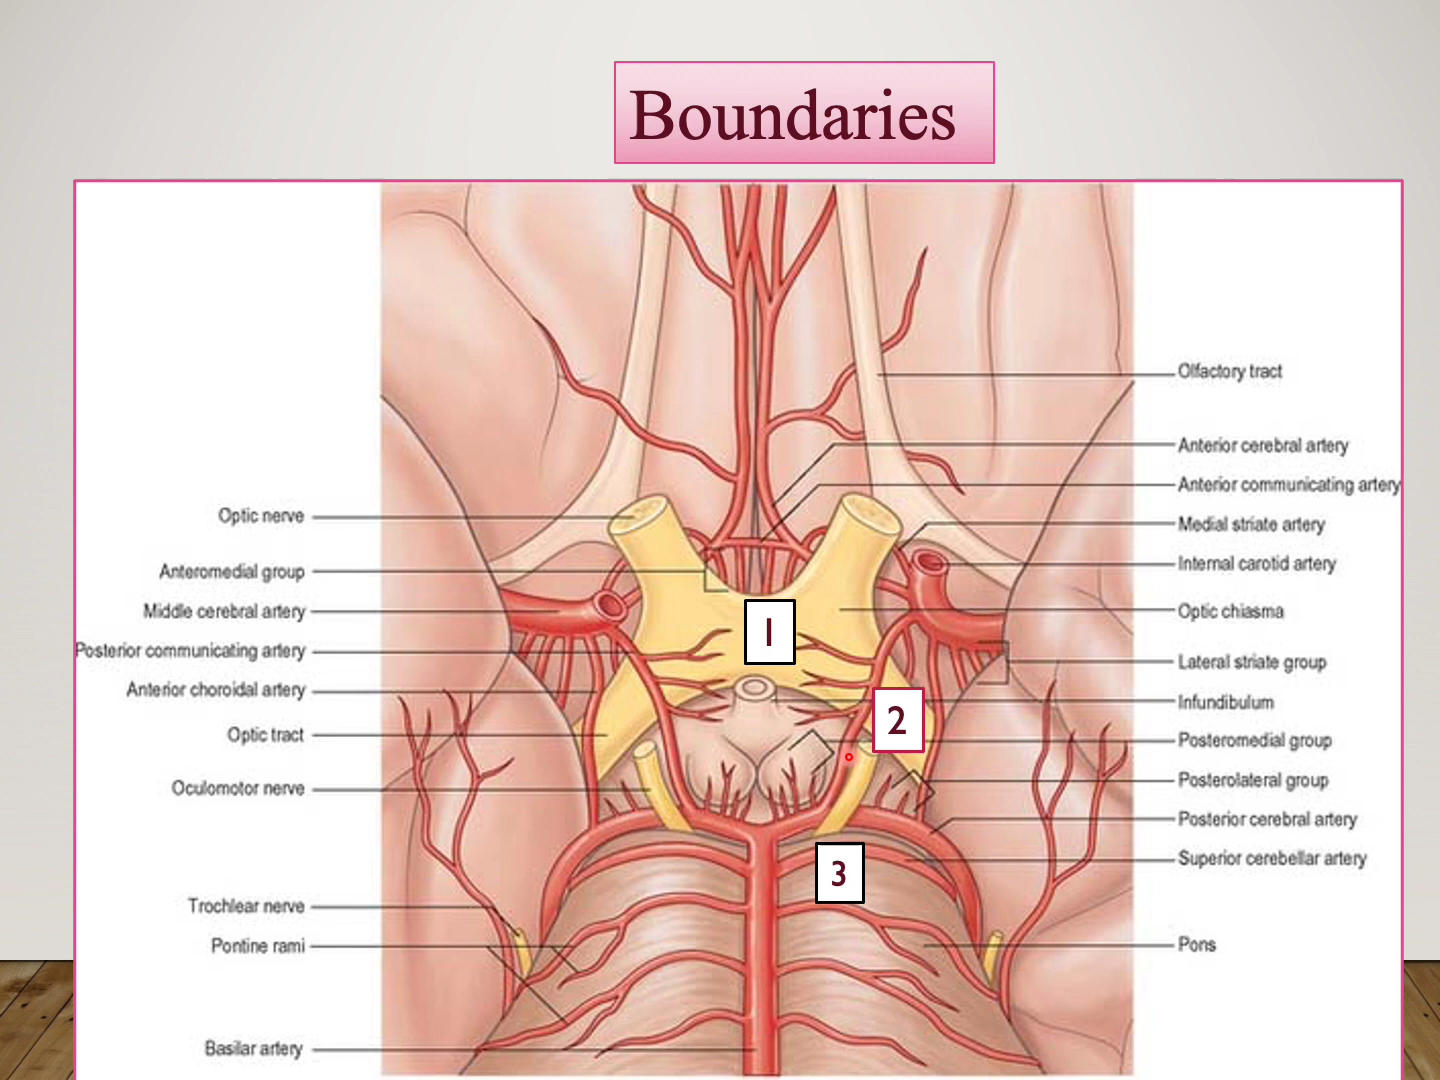 Boundaries
Olfactory tract
Anterior cerebral artery
Anterior communicating artery
Medial striate artery
Internal carotid artery
Optic chiasma
Lateral striate group
Infundibulum
Posteromedial group
Posterolateral group
Posterior cerebral artery
Superior cerebellar artery
Pons
Optic nerve
Anteromedial group
Middle cerebral artery
Posterior communicating artery
Anterior choroidal artery
Optic tract
Oculomotor nerve
Trochlear nerve
Pontine rami
Basilar artery
1
2
3